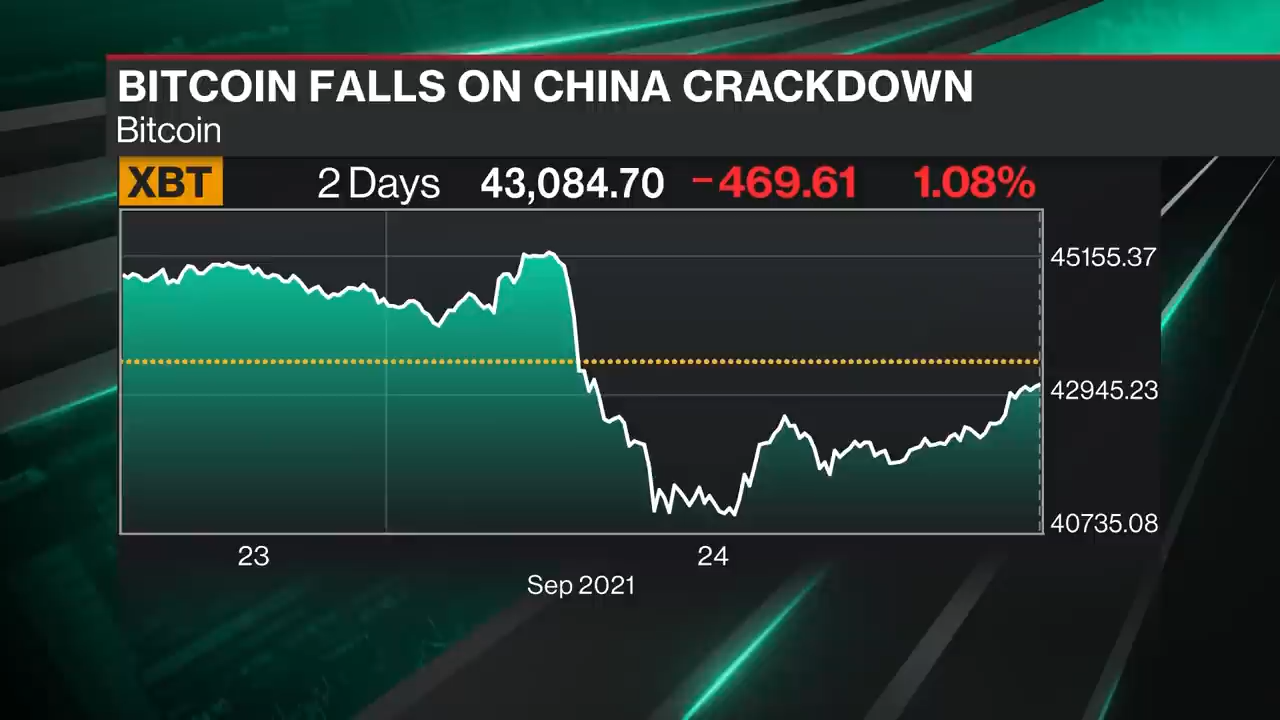 BITCOIN FALLS ON CHINA CRACKDOWN
Bitcoin
XBT 2 Days 43,084.70 -469.61 1.08%
45155.37
42945.23
40735.08
23 24
Sep 2021